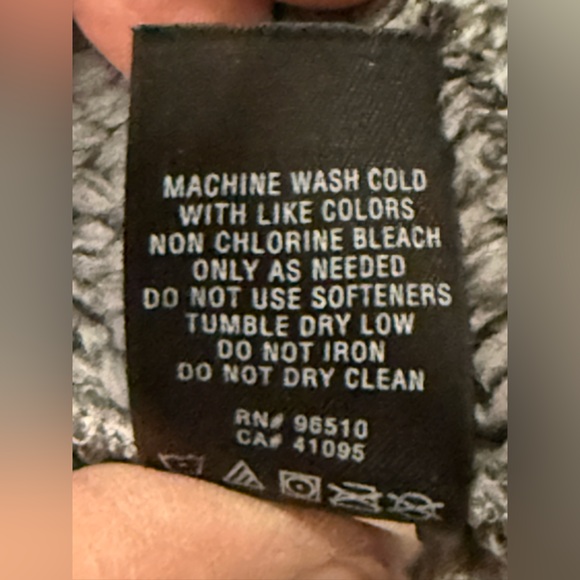 MACHINE WASH COLD
WITH LIKE COLORS
NON CHLORINE BLEACH
ONLY AS NEEDED
DO NOT USE SOFTENERS
TUMBLE DRY LOW
DO NOT IRON
DO NOT DRY CLEAN
RN# 96510
CA# 41095